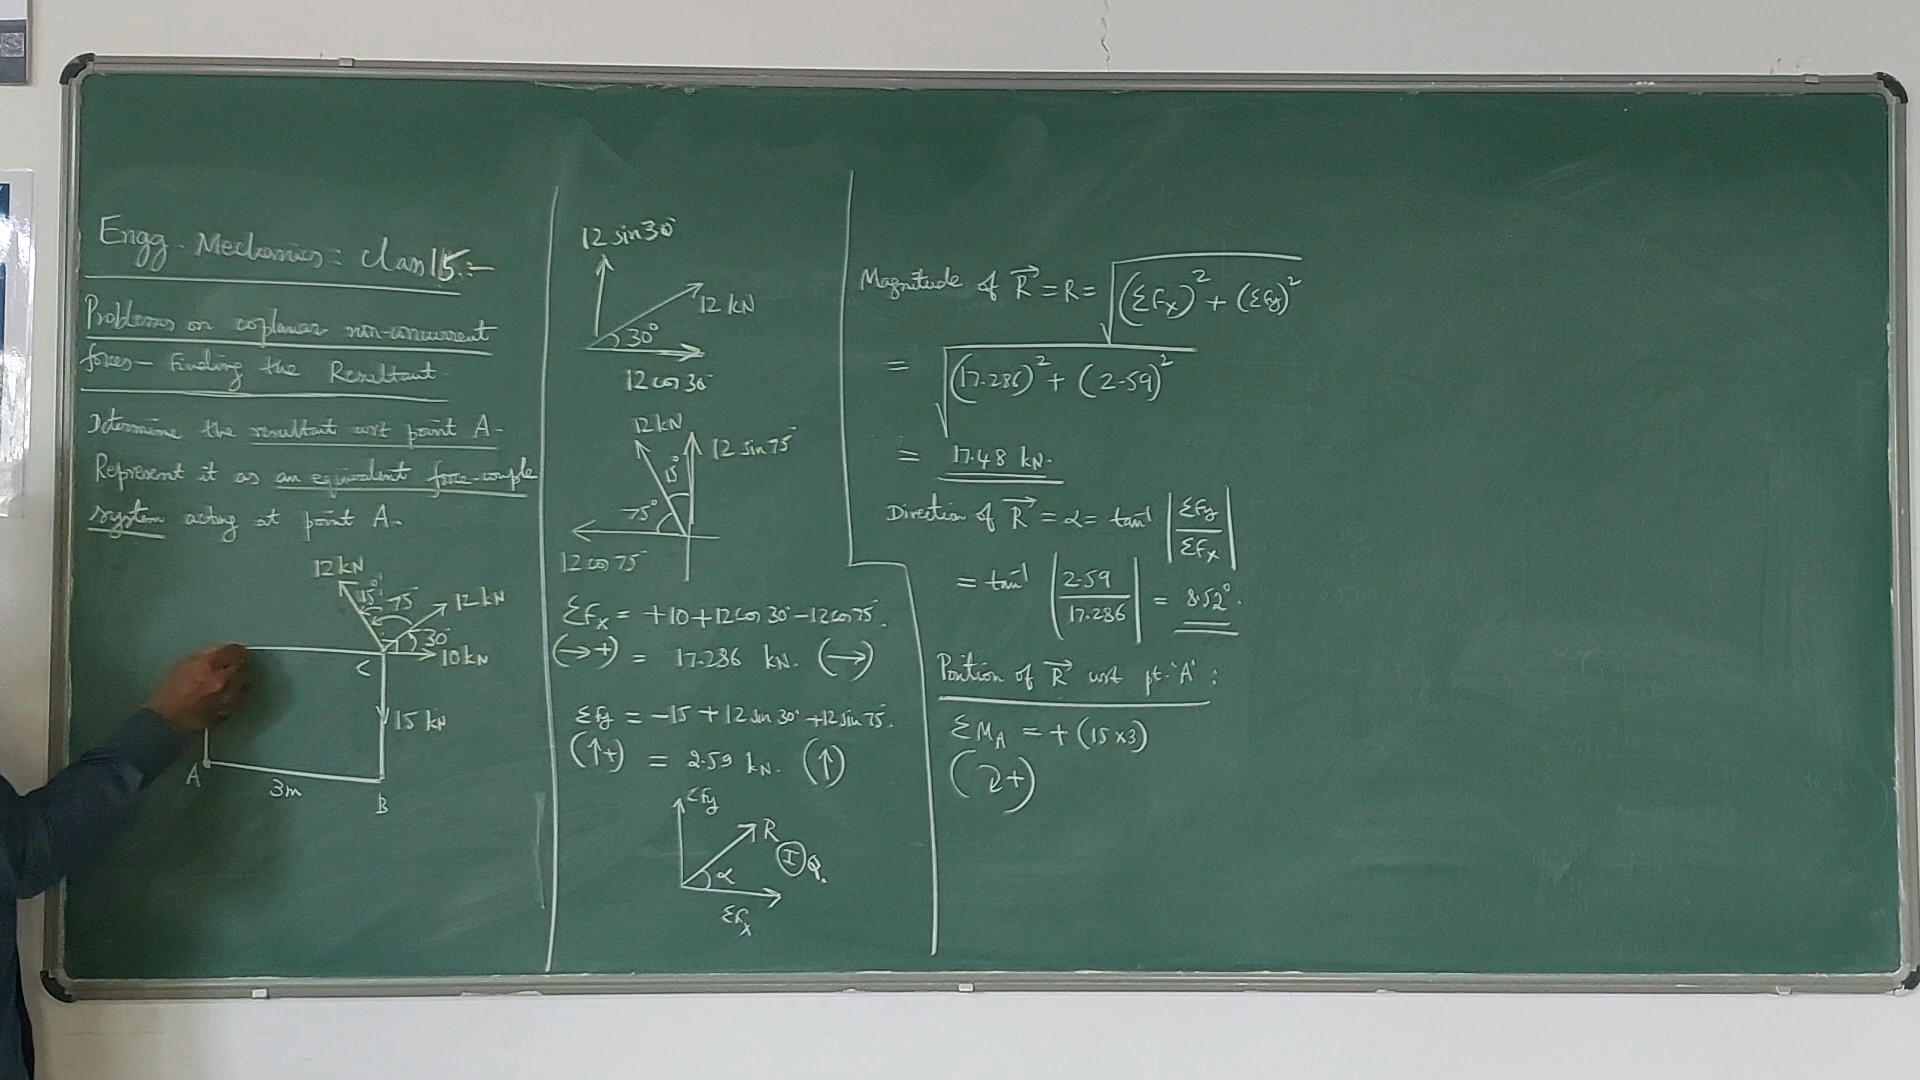 Engg. Mechanics: Class 15:-
Problems on coplanar non-concurrent
forces - Finding the Resultant
Determine the resultant wrt point A.
Represent it as an equivalent force-couple
system acting at point A.
12 kN
15°
75°
12 kN
30°
10 kN
C
15 kN
A
3m
B
12 sin 30°
12 kN
30°
12 cos 30°
12 kN
12 sin 75°
15°
75°
12 cos 75°
ΣFx = +10 + 12 cos 30° - 12 cos 75°.
(→+) = 17.286 kN. (→)
ΣFy = -15 + 12 sin 30° + 12 sin 75°.
(↑+) = 2.59 kN. (↑)
ΣFy
R
I Q.
α
ΣFx
Magnitude of R⃗ = R = √(ΣFx)² + (ΣFy)²
= √(17.286)² + (2.59)²
= 17.48 kN.
Direction of R⃗ = α = tan⁻¹ |ΣFy/ΣFx|
= tan⁻¹ |2.59/17.286| = 8.52°.
Position of R⃗ wrt pt. 'A' :
ΣMA = + (15 x 3)
(↻+)